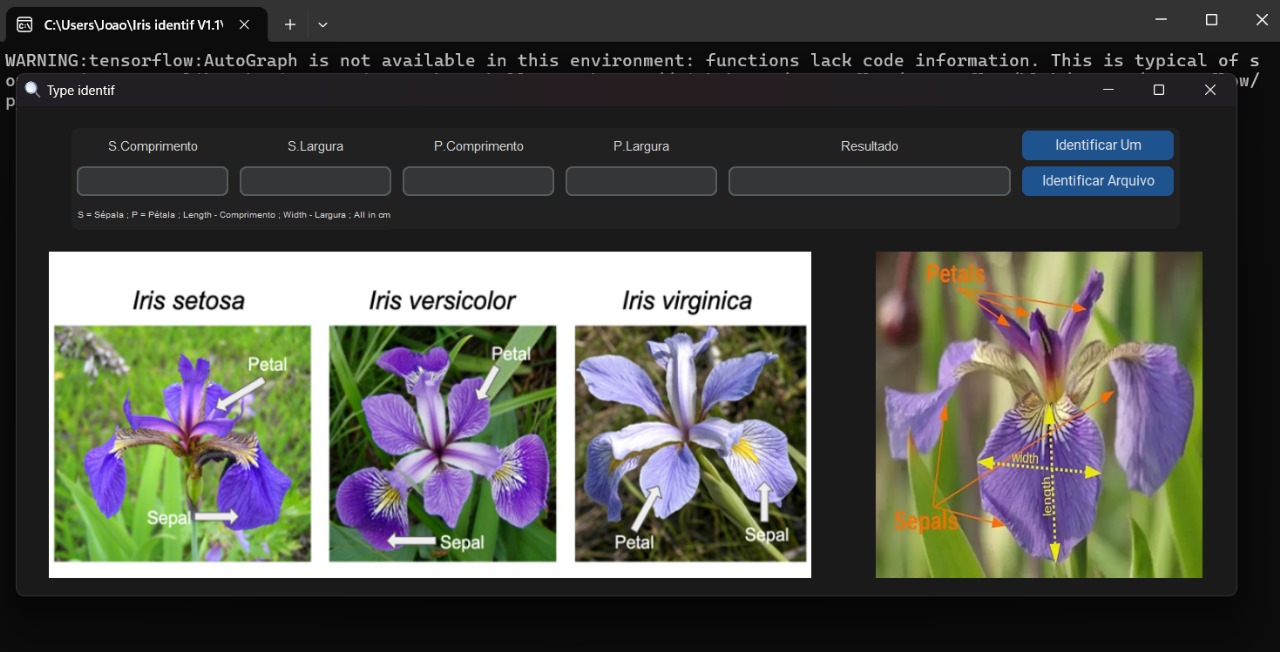 C:\Users\Joao\Iris identif V1.1\
WARNING:tensorflow:AutoGraph is not available in this environment: functions lack code information. This is typical of s
Type identif
S.Comprimento S.Largura P.Comprimento P.Largura Resultado Identificar Um
Identificar Arquivo
S = Sépala ; P = Pétala ; Length - Comprimento ; Width - Largura ; All in cm
Iris setosa Iris versicolor Iris virginica
Petal
Sepal
Petal
Sepal
Petal
Sepal
Petals
width
length
Sepals